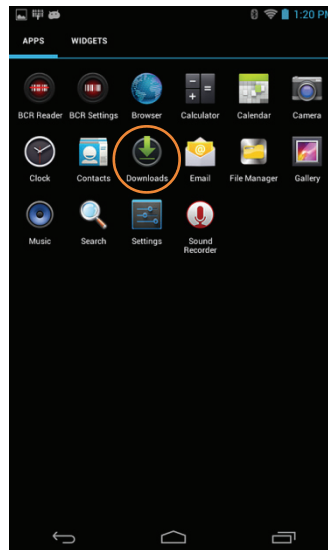 1:20 PM
APPS WIDGETS
BCR Reader BCR Settings Browser Calculator Calendar Camera
Clock Contacts Downloads Email File Manager Gallery
Music Search Settings Sound
Recorder